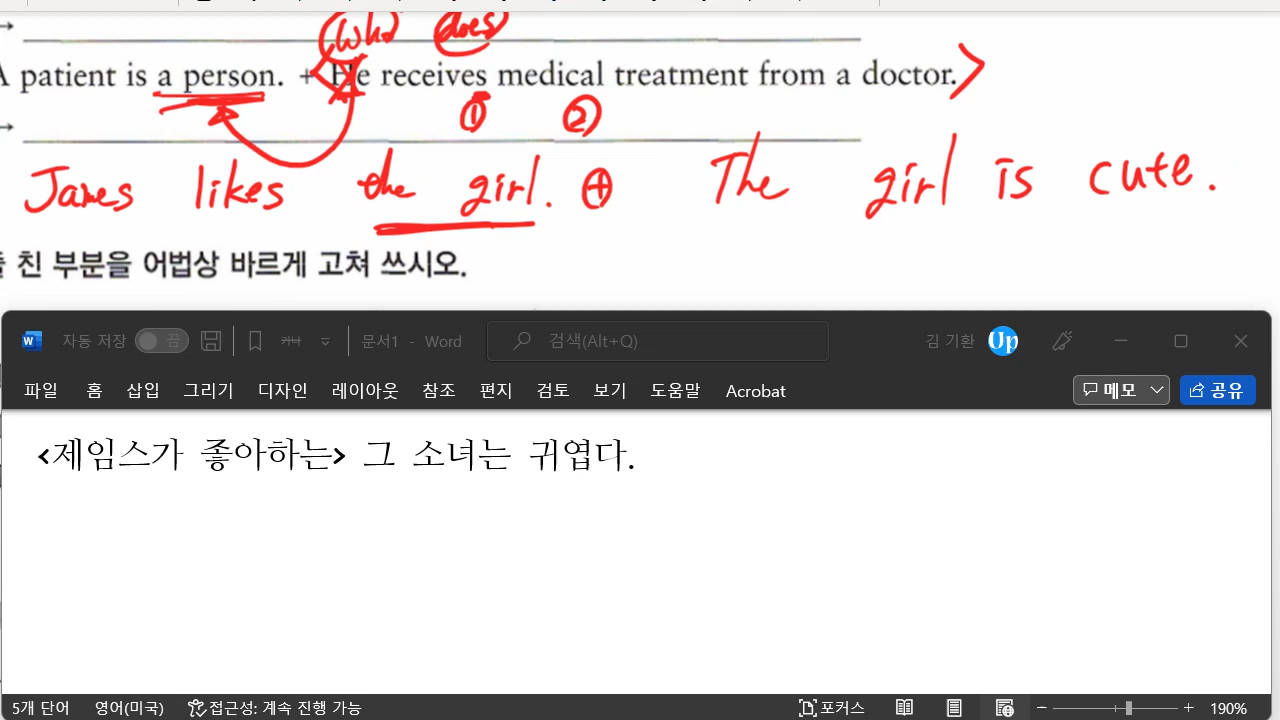 →
who does
A patient is a person. + He receives medical treatment from a doctor.
① ②
→
James likes the girl. + The girl is cute.
친 부분을 어법상 바르게 고쳐 쓰시오.
자동 저장 끔 가나 문서1 - Word 검색(Alt+Q) 김 기환 Up
파일 홈 삽입 그리기 디자인 레이아웃 참조 편지 검토 보기 도움말 Acrobat 메모 공유
<제임스가 좋아하는> 그 소녀는 귀엽다.
5개 단어 영어(미국) 접근성: 계속 진행 가능 포커스 190%